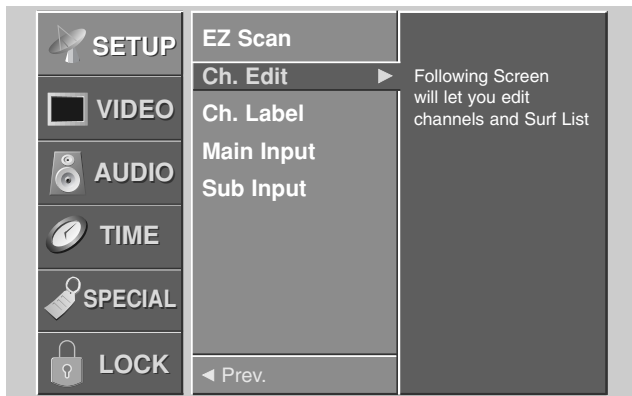 SETUP
VIDEO
AUDIO
TIME
SPECIAL
LOCK
EZ Scan
Ch. Edit ►
Ch. Label
Main Input
Sub Input
◄ Prev.
Following Screen
will let you edit
channels and Surf List